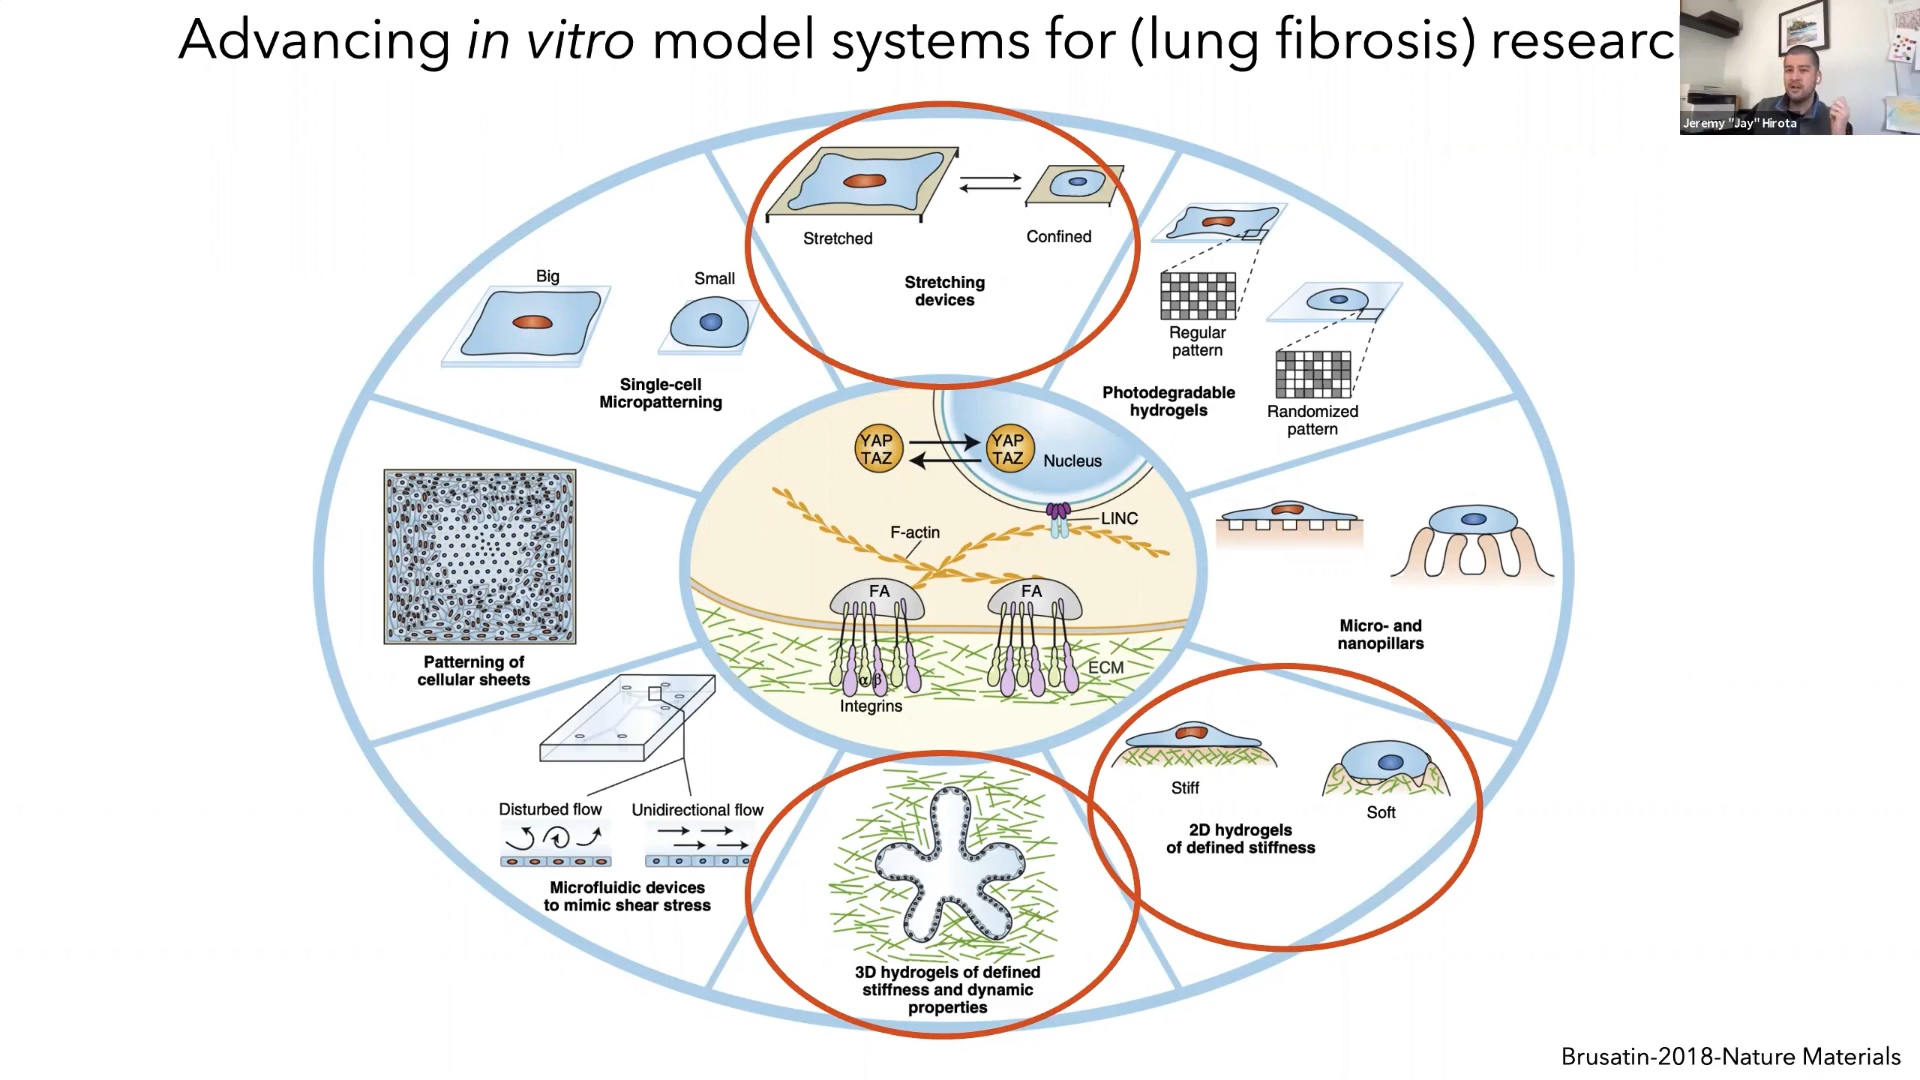 Advancing in vitro model systems for (lung fibrosis) researc
Jeremy "Jay" Hirota
Stretched
Confined
Stretching
devices
Big
Small
Single-cell
Micropatterning
Regular
pattern
Randomized
pattern
Photodegradable
hydrogels
YAP
TAZ
YAP
TAZ
Nucleus
LINC
F-actin
FA
FA
ECM
α β
Integrins
Micro- and
nanopillars
Patterning of
cellular sheets
Stiff
Soft
2D hydrogels
of defined stiffness
Disturbed flow
Unidirectional flow
Microfluidic devices
to mimic shear stress
3D hydrogels of defined
stiffness and dynamic
properties
Brusatin-2018-Nature Materials